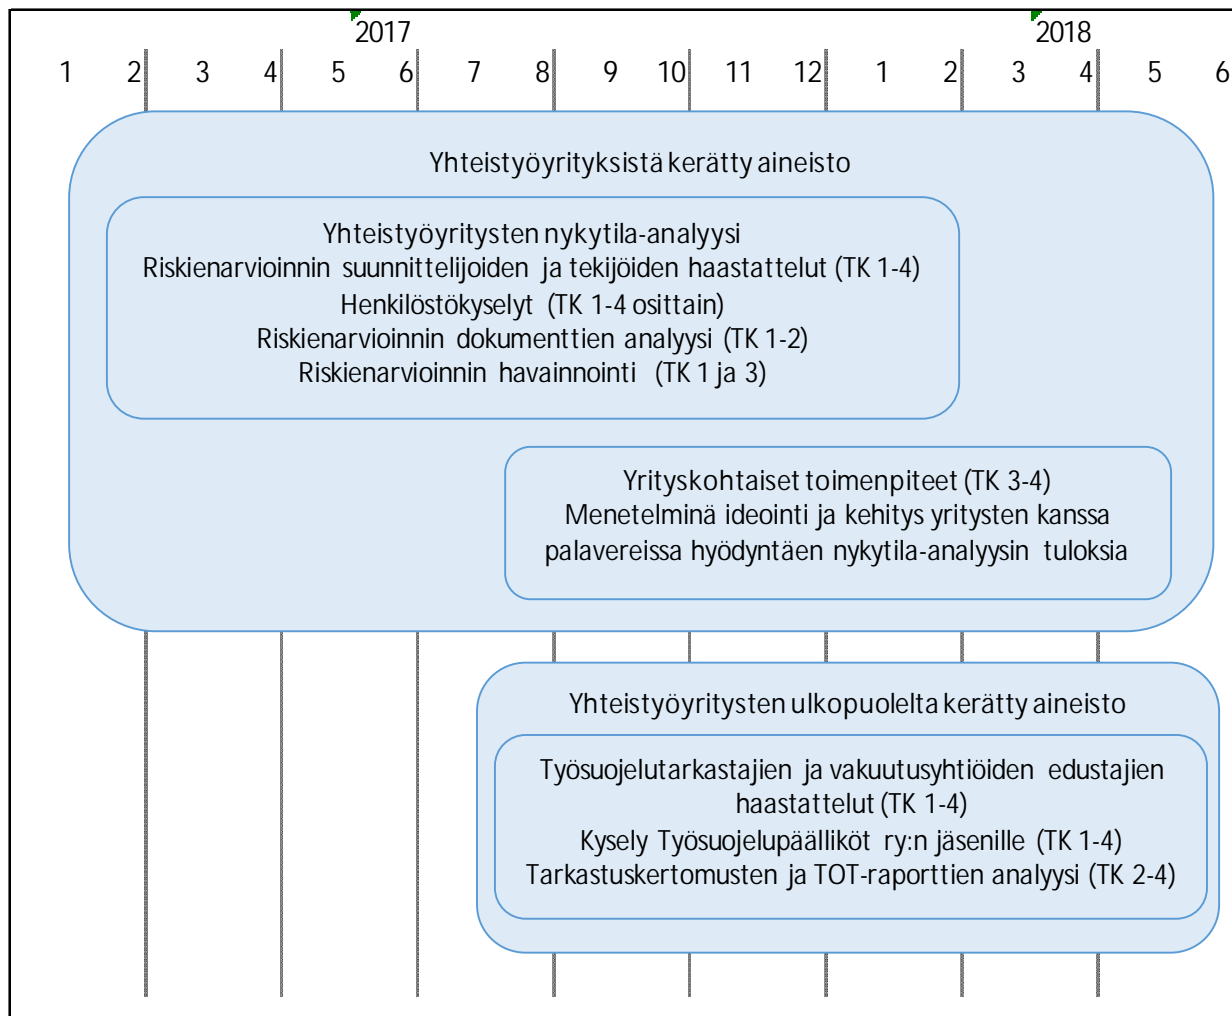 2017 2018
1 2 3 4 5 6 7 8 9 10 11 12 1 2 3 4 5 6
Yhteistyöyrityksistä kerätty aineisto
Yhteistyöyritysten nykytila-analyysi
Riskienarvioinnin suunnittelijoiden ja tekijöiden haastattelut (TK 1-4)
Henkilöstökyselyt (TK 1-4 osittain)
Riskienarvioinnin dokumenttien analyysi (TK 1-2)
Riskienarvioinnin havainnointi (TK 1 ja 3)
Yrityskohtaiset toimenpiteet (TK 3-4)
Menetelminä ideointi ja kehitys yritysten kanssa
palavereissa hyödyntäen nykytila-analyysin tuloksia
Yhteistyöyritysten ulkopuolelta kerätty aineisto
Työsuojelutarkastajien ja vakuutusyhtiöiden edustajien
haastattelut (TK 1-4)
Kysely Työsuojelupäälliköt ry:n jäsenille (TK 1-4)
Tarkastuskertomusten ja TOT-raporttien analyysi (TK 2-4)